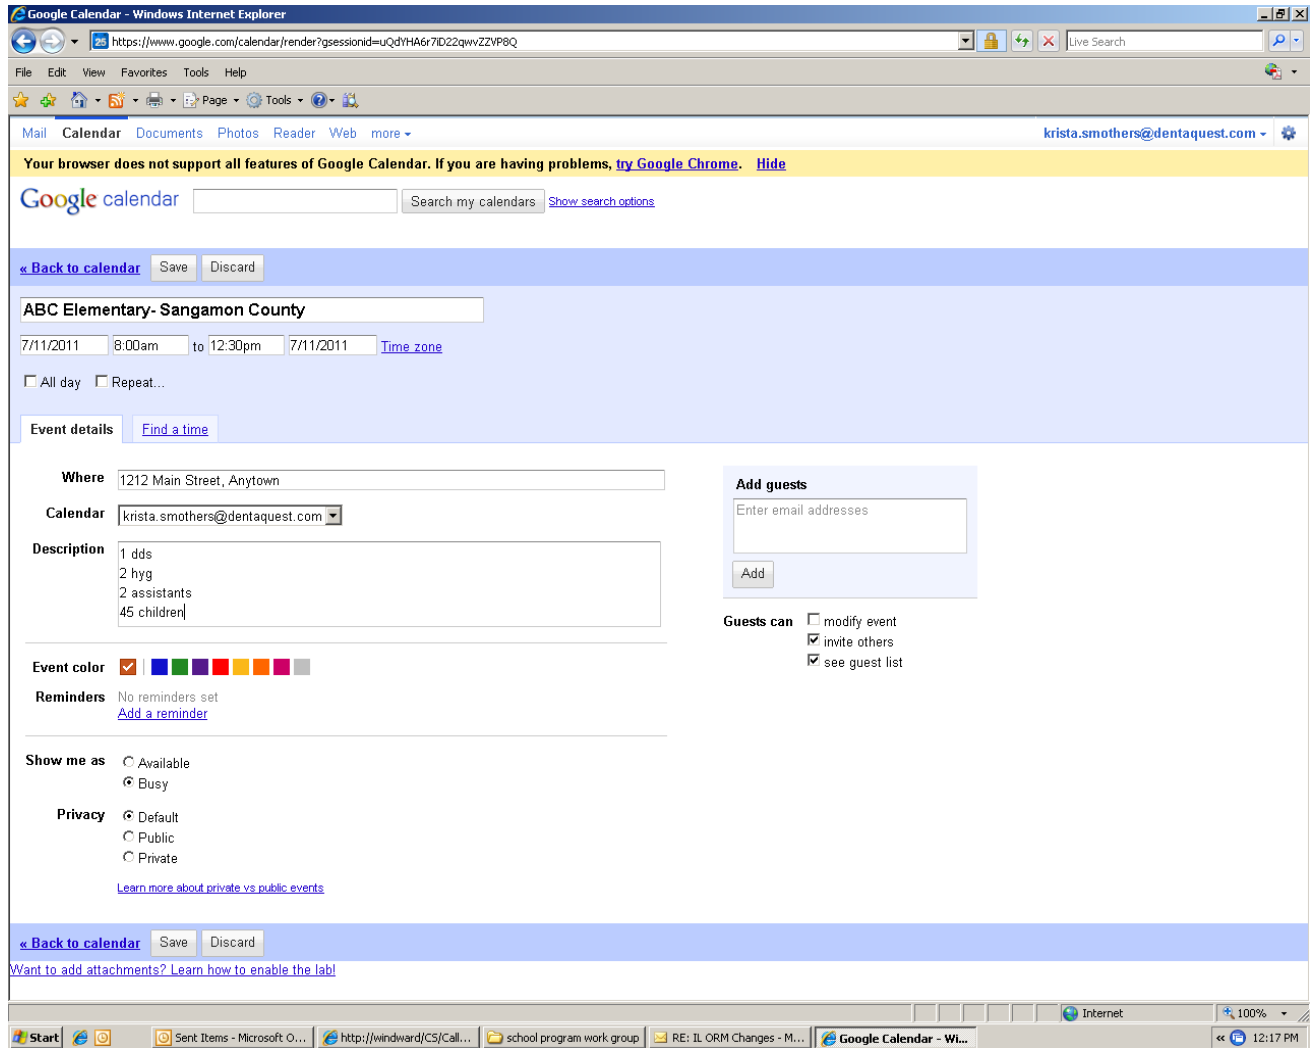 Google Calendar - Windows Internet Explorer
https://www.google.com/calendar/render?gsessionid=uQdYHA6r7iD22qwvZZVP8Q
Live Search
File Edit View Favorites Tools Help
Page Tools
Mail Calendar Documents Photos Reader Web more krista.smothers@dentaquest.com
Your browser does not support all features of Google Calendar. If you are having problems, try Google Chrome. Hide
Google calendar Search my calendars Show search options
« Back to calendar Save Discard
ABC Elementary- Sangamon County
7/11/2011 8:00am to 12:30pm 7/11/2011 Time zone
All day Repeat...
Event details Find a time
Where 1212 Main Street, Anytown
Calendar krista.smothers@dentaquest.com
Description 1 dds
2 hyg
2 assistants
45 children
Add guests
Enter email addresses
Add
Guests can modify event
invite others
see guest list
Event color
Reminders No reminders set
Add a reminder
Show me as Available
Busy
Privacy Default
Public
Private
Learn more about private vs public events
« Back to calendar Save Discard
Want to add attachments? Learn how to enable the lab!
Internet 100%
Start Sent Items - Microsoft O... http://windward/CS/Call... school program work group RE: IL ORM Changes - M... Google Calendar - Wi... « 12:17 PM